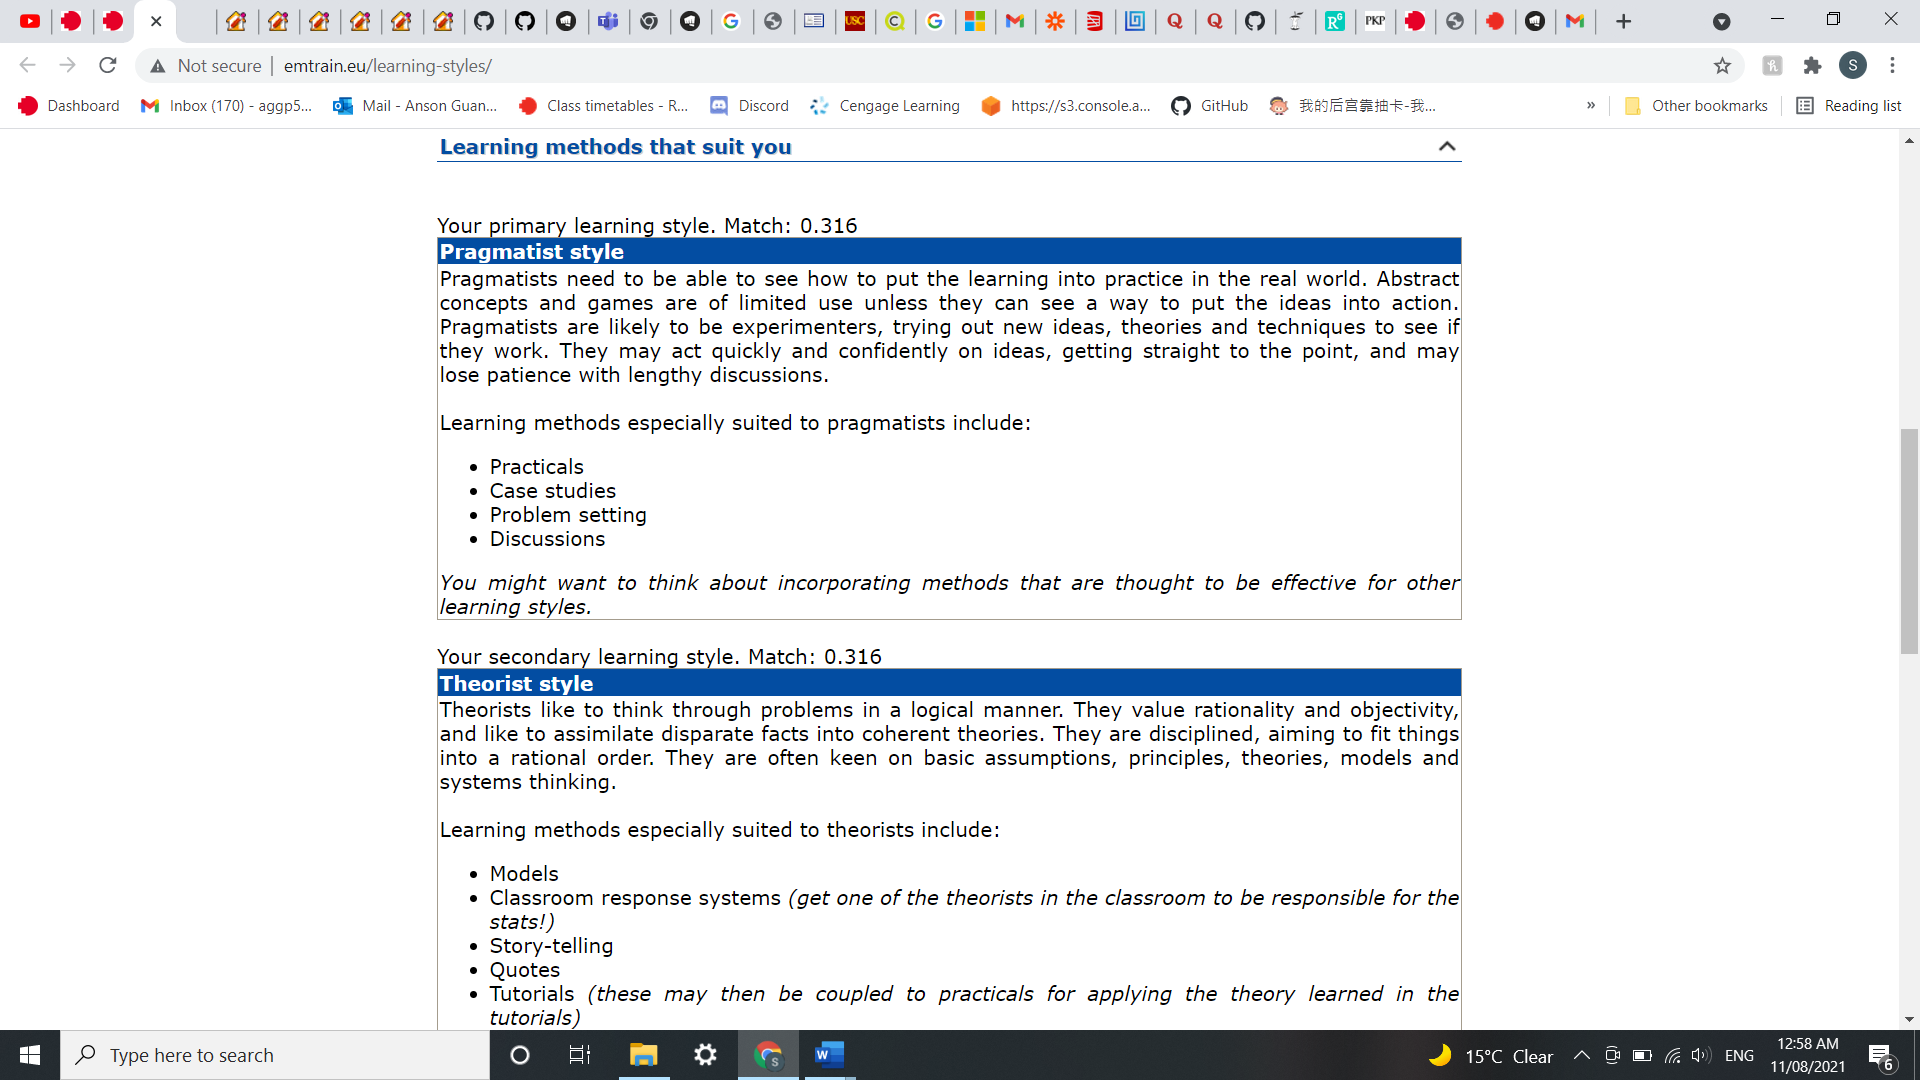 USC
PKP
Not secure
emtrain.eu/learning-styles/
S
Dashboard
Inbox (170) - aggp5...
Mail - Anson Guan...
Class timetables - R...
Discord
Cengage Learning
https://s3.console.a...
GitHub
我的后宫靠抽卡-我...
»
Other bookmarks
Reading list
Learning methods that suit you
Your primary learning style. Match: 0.316
Pragmatist style
Pragmatists need to be able to see how to put the learning into practice in the real world. Abstract
concepts and games are of limited use unless they can see a way to put the ideas into action.
Pragmatists are likely to be experimenters, trying out new ideas, theories and techniques to see if
they work. They may act quickly and confidently on ideas, getting straight to the point, and may
lose patience with lengthy discussions.
Learning methods especially suited to pragmatists include:
• Practicals
• Case studies
• Problem setting
• Discussions
You might want to think about incorporating methods that are thought to be effective for other
learning styles.
Your secondary learning style. Match: 0.316
Theorist style
Theorists like to think through problems in a logical manner. They value rationality and objectivity,
and like to assimilate disparate facts into coherent theories. They are disciplined, aiming to fit things
into a rational order. They are often keen on basic assumptions, principles, theories, models and
systems thinking.
Learning methods especially suited to theorists include:
• Models
• Classroom response systems (get one of the theorists in the classroom to be responsible for the
stats!)
• Story-telling
• Quotes
• Tutorials (these may then be coupled to practicals for applying the theory learned in the
tutorials)
Type here to search
15°C Clear
ENG
12:58 AM
11/08/2021
6